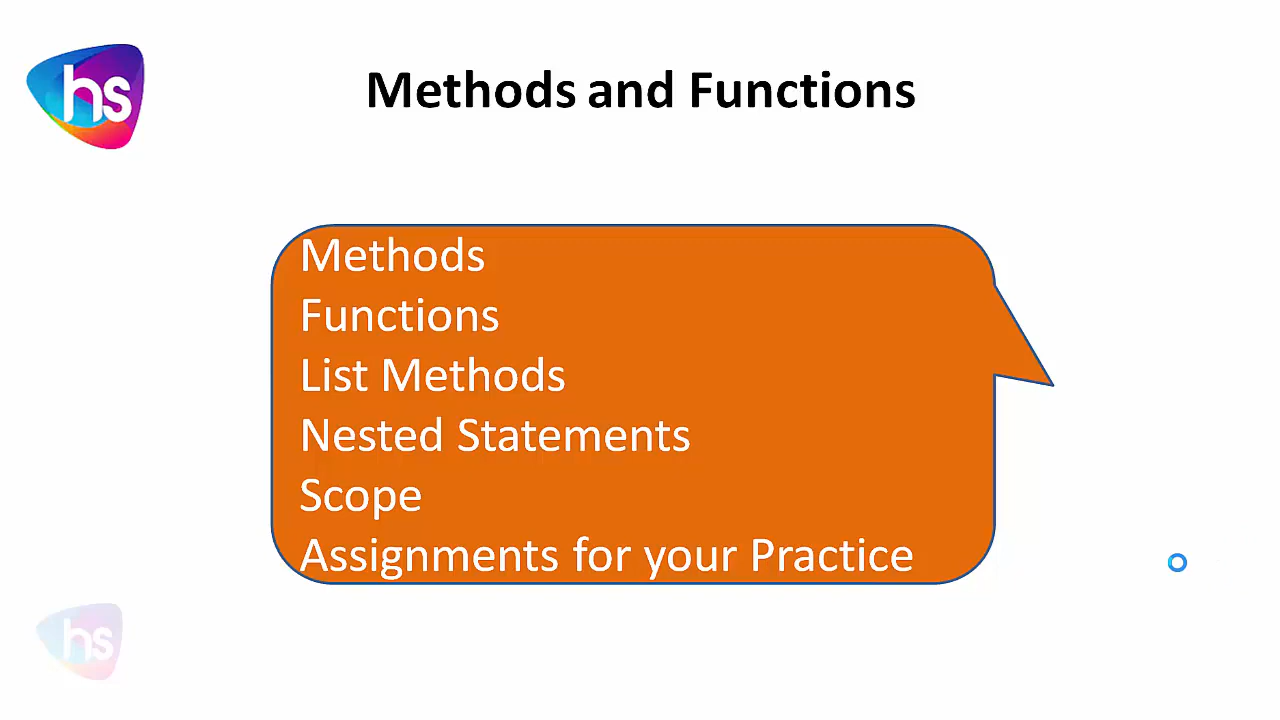 hs
Methods and Functions
Methods
Functions
List Methods
Nested Statements
Scope
Assignments for your Practice
hs